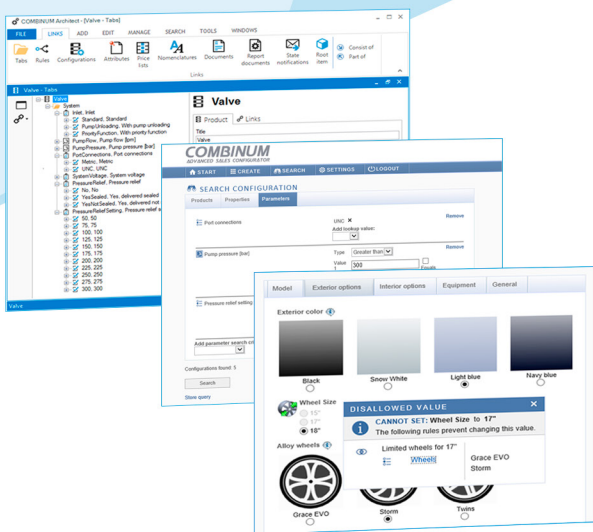 COMBINUM Architect - [Valve - Tabs]
FILE LINKS ADD EDIT MANAGE SEARCH TOOLS WINDOWS
Tabs Rules Configurations Attributes Price lists Nomenclatures Documents Report documents State notifications Root item
Consist of
Part of
Links
Valve - Tabs
Valve
System
Inlet, Inlet
Standard, Standard
PumpUnloading, With pump unloading
PriorityFunction, With priority function
PumpFlow, Pump flow [lpm]
PumpPressure, Pump pressure [bar]
PortConnections, Port connections
Metric, Metric
UNC, UNC
SystemVoltage, System voltage
PressureRelief, Pressure relief
No, No
YesSealed, Yes, delivered sealed
YesNotSealed, Yes, delivered not
PressureReliefSetting, Pressure relief s
50, 50
75, 75
100, 100
125, 125
150, 150
175, 175
200, 200
225, 225
250, 250
275, 275
300, 300
Valve
Valve
Product Links
Title
Valve
COMBINUM
ADVANCED SALES CONFIGURATOR
START CREATE SEARCH SETTINGS LOGOUT
SEARCH CONFIGURATION
Products Properties Parameters
Port connections UNC Remove
Add lookup value:
Pump pressure [bar] Type Greater than Remove
Value 1 300 Equals
Pressure relief setting
Add parameter search cri
Configurations found: 5
Search
Store query
Model Exterior options Interior options Equipment General
Exterior color
Black Snow White Light blue Navy blue
Wheel Size
15"
17"
18"
DISALLOWED VALUE
CANNOT SET: Wheel Size to 17"
The following rules prevent changing this value.
Limited wheels for 17"
Wheels Grace EVO
Storm
Alloy wheels
Grace EVO Storm Twins